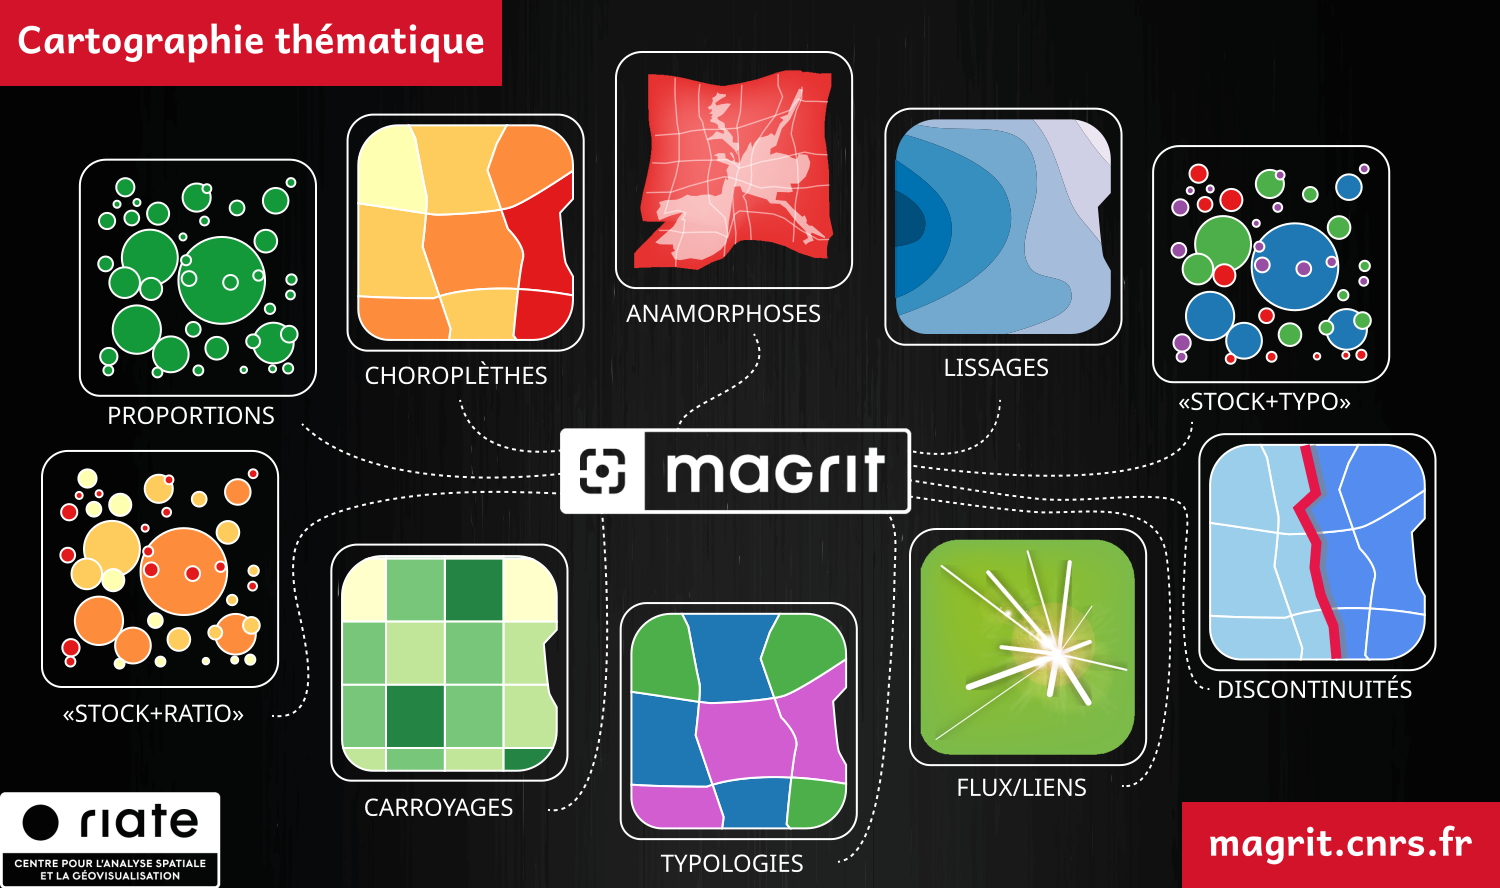 Cartographie thématique
ANAMORPHOSES
CHOROPLÈTHES
LISSAGES
PROPORTIONS
«STOCK+TYPO»
magrit
«STOCK+RATIO»
DISCONTINUITÉS
CARROYAGES
FLUX/LIENS
TYPOLOGIES
rıate
CENTRE POUR L'ANALYSE SPATIALE
ET LA GÉOVISUALISATION
magrit.cnrs.fr